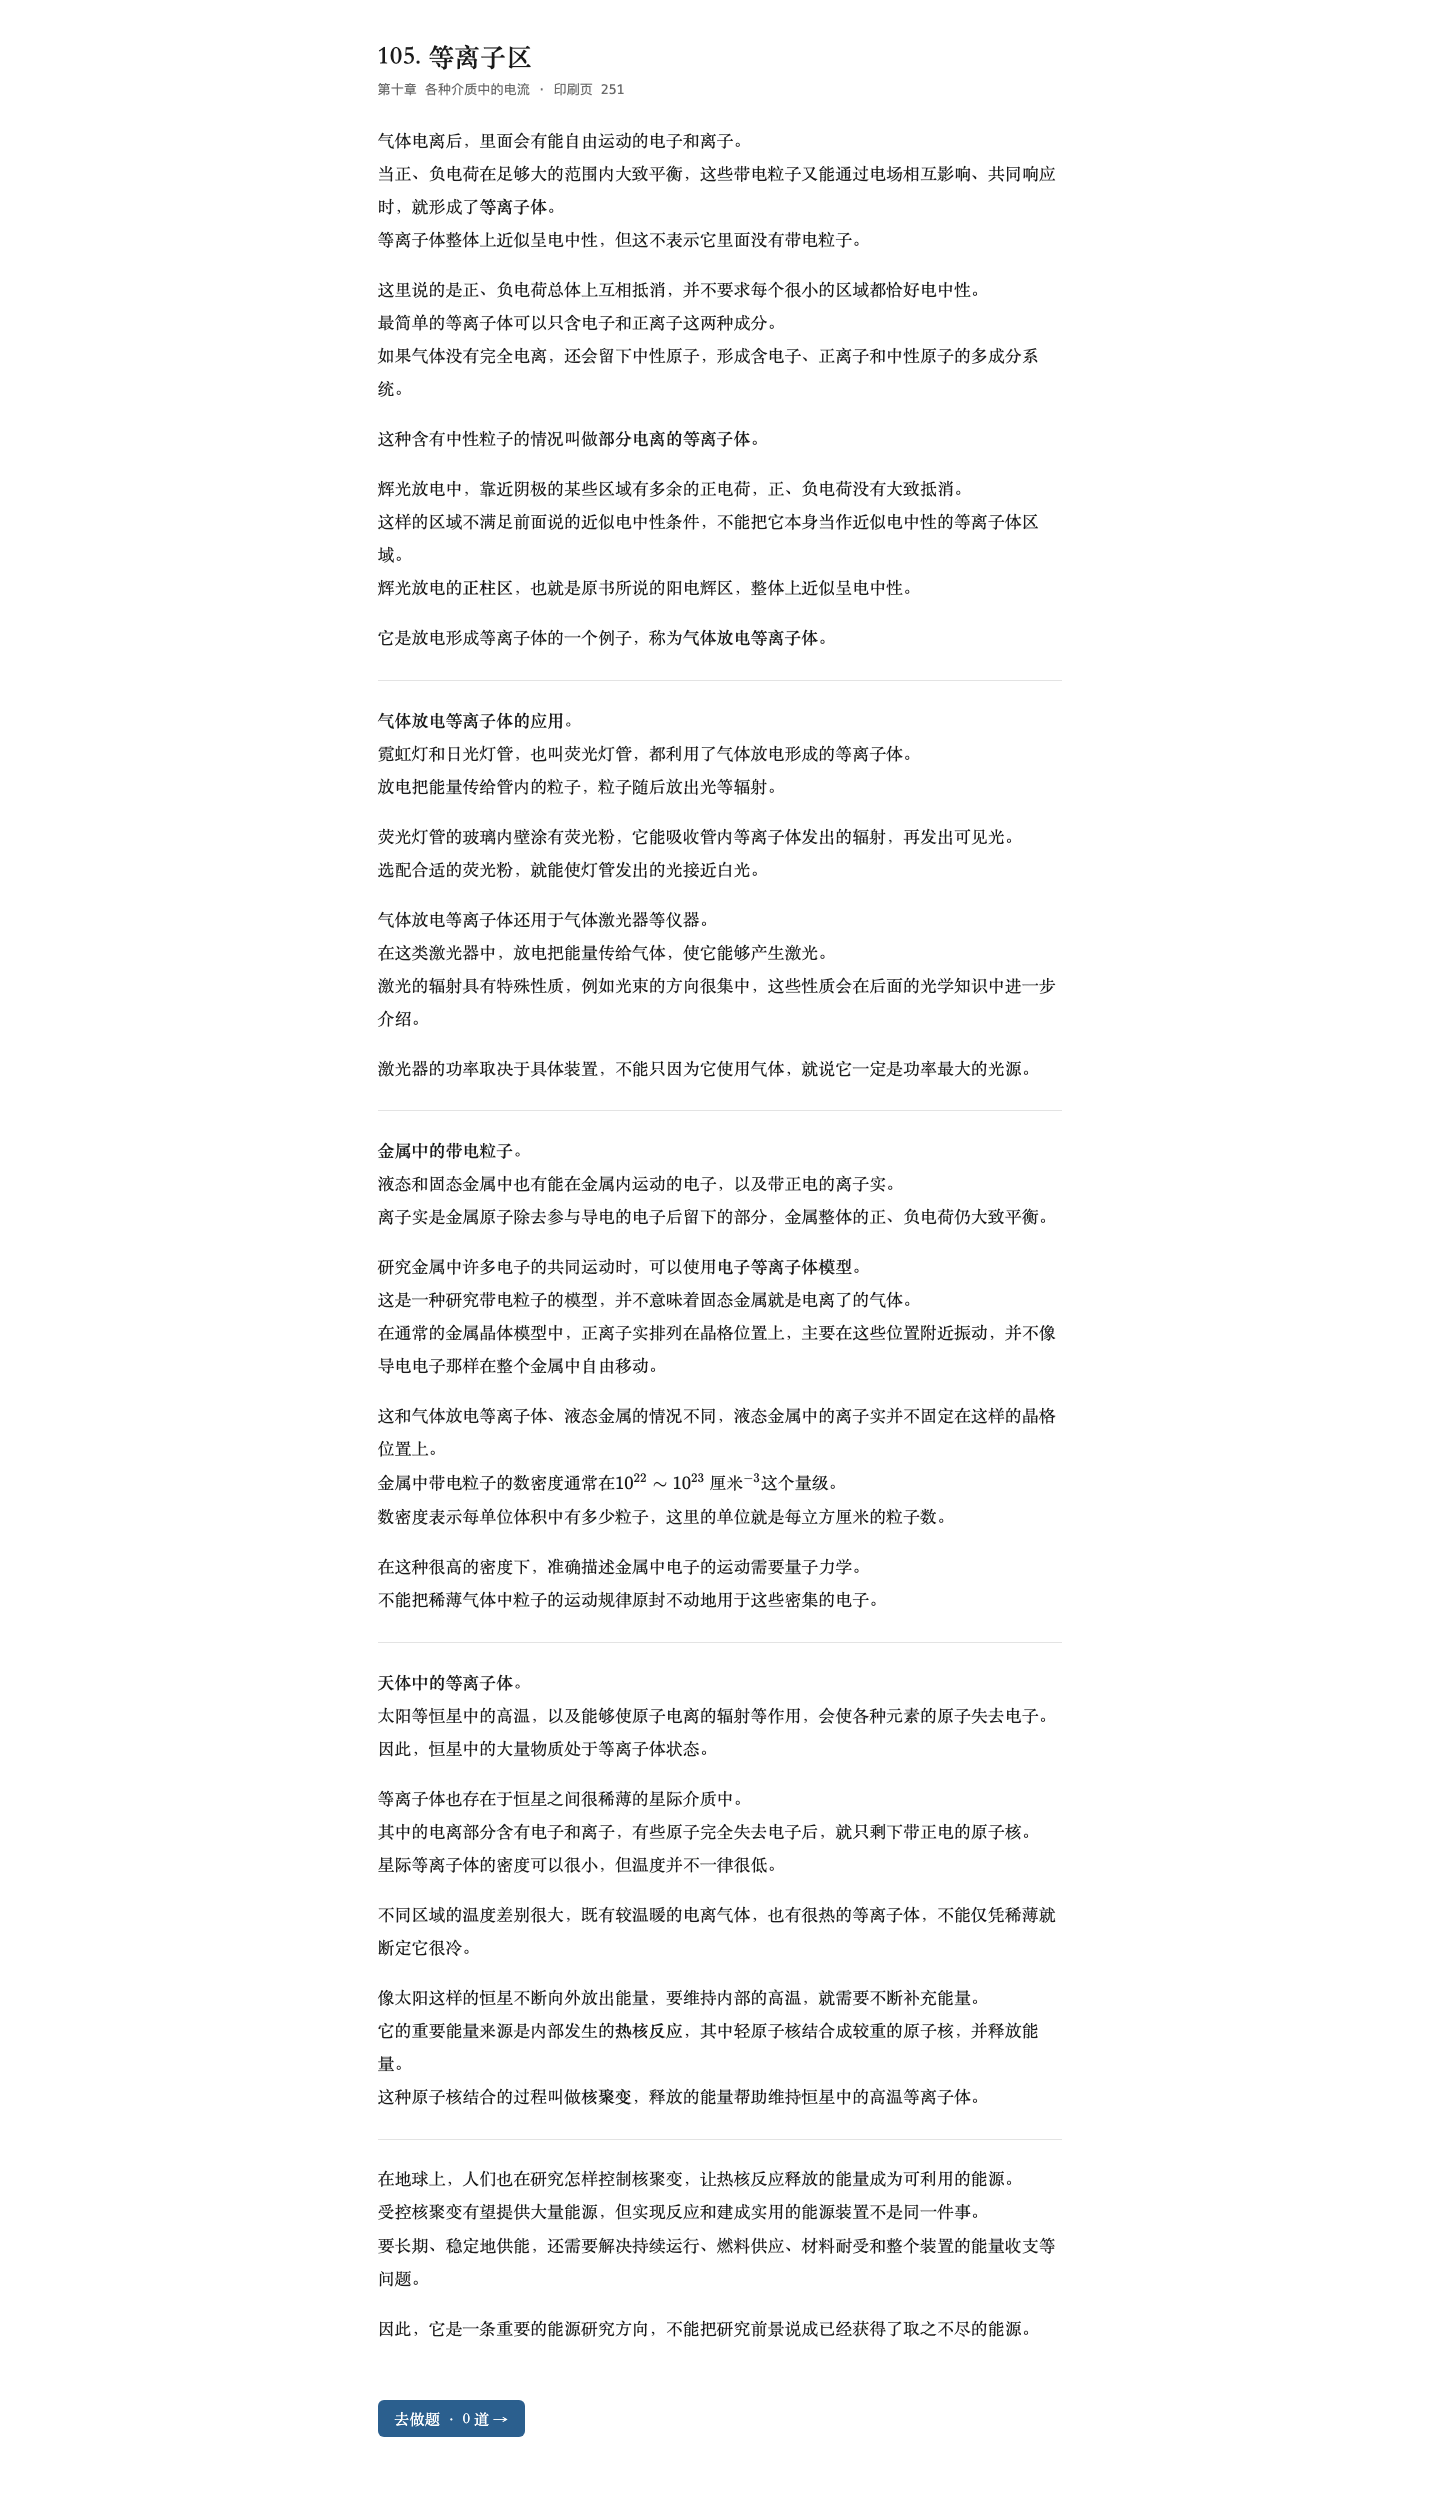 105. 等离子区
第十章 各种介质中的电流 · 印刷页 251
气体电离后，里面会有能自由运动的电子和离子。
当正、负电荷在足够大的范围内大致平衡，这些带电粒子又能通过电场相互影响、共同响应
时，就形成了等离子体。
等离子体整体上近似呈电中性，但这不表示它里面没有带电粒子。
这里说的是正、负电荷总体上互相抵消，并不要求每个很小的区域都恰好电中性。
最简单的等离子体可以只含电子和正离子这两种成分。
如果气体没有完全电离，还会留下中性原子，形成含电子、正离子和中性原子的多成分系
统。
这种含有中性粒子的情况叫做部分电离的等离子体。
辉光放电中，靠近阴极的某些区域有多余的正电荷，正、负电荷没有大致抵消。
这样的区域不满足前面说的近似电中性条件，不能把它本身当作近似电中性的等离子体区
域。
辉光放电的正柱区，也就是原书所说的阳电辉区，整体上近似呈电中性。
它是放电形成等离子体的一个例子，称为气体放电等离子体。
气体放电等离子体的应用。
霓虹灯和日光灯管，也叫荧光灯管，都利用了气体放电形成的等离子体。
放电把能量传给管内的粒子，粒子随后放出光等辐射。
荧光灯管的玻璃内壁涂有荧光粉，它能吸收管内等离子体发出的辐射，再发出可见光。
选配合适的荧光粉，就能使灯管发出的光接近白光。
气体放电等离子体还用于气体激光器等仪器。
在这类激光器中，放电把能量传给气体，使它能够产生激光。
激光的辐射具有特殊性质，例如光束的方向很集中，这些性质会在后面的光学知识中进一步
介绍。
激光器的功率取决于具体装置，不能只因为它使用气体，就说它一定是功率最大的光源。
金属中的带电粒子。
液态和固态金属中也有能在金属内运动的电子，以及带正电的离子实。
离子实是金属原子除去参与导电的电子后留下的部分，金属整体的正、负电荷仍大致平衡。
研究金属中许多电子的共同运动时，可以使用电子等离子体模型。
这是一种研究带电粒子的模型，并不意味着固态金属就是电离了的气体。
在通常的金属晶体模型中，正离子实排列在晶格位置上，主要在这些位置附近振动，并不像
导电电子那样在整个金属中自由移动。
这和气体放电等离子体、液态金属的情况不同，液态金属中的离子实并不固定在这样的晶格
位置上。
金属中带电粒子的数密度通常在10²² ∼ 10²³ 厘米⁻³这个量级。
数密度表示每单位体积中有多少粒子，这里的单位就是每立方厘米的粒子数。
在这种很高的密度下，准确描述金属中电子的运动需要量子力学。
不能把稀薄气体中粒子的运动规律原封不动地用于这些密集的电子。
天体中的等离子体。
太阳等恒星中的高温，以及能够使原子电离的辐射等作用，会使各种元素的原子失去电子。
因此，恒星中的大量物质处于等离子体状态。
等离子体也存在于恒星之间很稀薄的星际介质中。
其中的电离部分含有电子和离子，有些原子完全失去电子后，就只剩下带正电的原子核。
星际等离子体的密度可以很小，但温度并不一律很低。
不同区域的温度差别很大，既有较温暖的电离气体，也有很热的等离子体，不能仅凭稀薄就
断定它很冷。
像太阳这样的恒星不断向外放出能量，要维持内部的高温，就需要不断补充能量。
它的重要能量来源是内部发生的热核反应，其中轻原子核结合成较重的原子核，并释放能
量。
这种原子核结合的过程叫做核聚变，释放的能量帮助维持恒星中的高温等离子体。
在地球上，人们也在研究怎样控制核聚变，让热核反应释放的能量成为可利用的能源。
受控核聚变有望提供大量能源，但实现反应和建成实用的能源装置不是同一件事。
要长期、稳定地供能，还需要解决持续运行、燃料供应、材料耐受和整个装置的能量收支等
问题。
因此，它是一条重要的能源研究方向，不能把研究前景说成已经获得了取之不尽的能源。
去做题 · 0 道 →